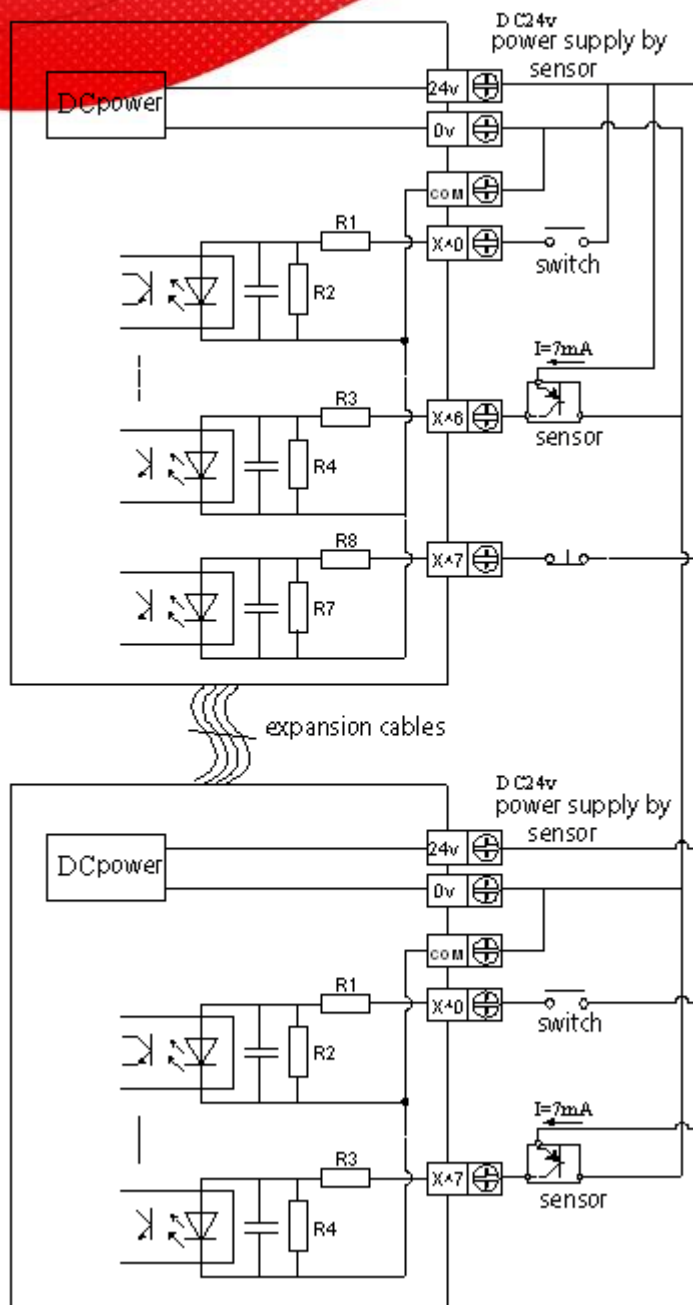 DC24v
power supply by
sensor
DCpower
24v
0v
COM
R1
X^0
R2
switch
I=7mA
R3
X^6
R4
sensor
R8
X^7
R7
expansion cables
DC24v
power supply by
sensor
DCpower
24v
0v
COM
R1
X^0
R2
switch
I=7mA
R3
X^7
R4
sensor